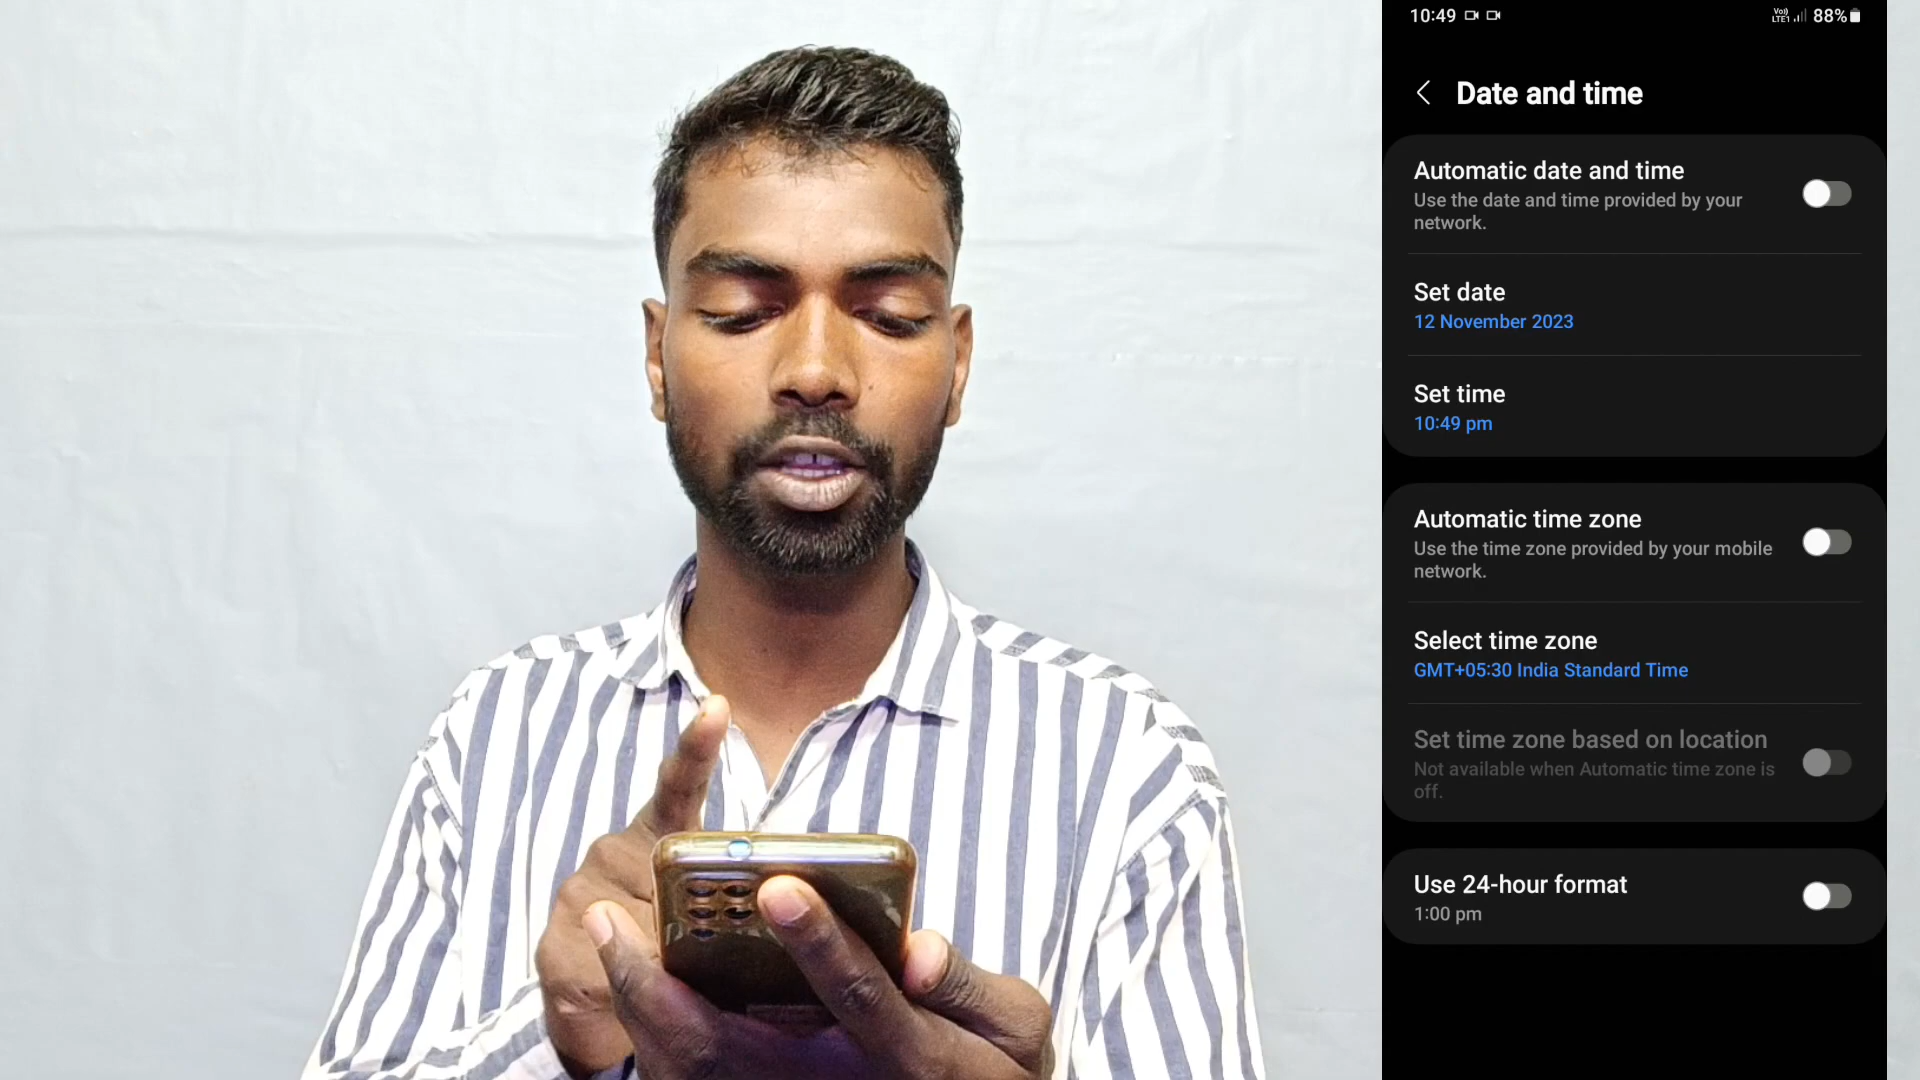 10:49
Vo))
LTE1
88%
Date and time
Automatic date and time
Use the date and time provided by your
network.
Set date
12 November 2023
Set time
10:49 pm
Automatic time zone
Use the time zone provided by your mobile
network.
Select time zone
GMT+05:30 India Standard Time
Set time zone based on location
Not available when Automatic time zone is
off.
Use 24-hour format
1:00 pm